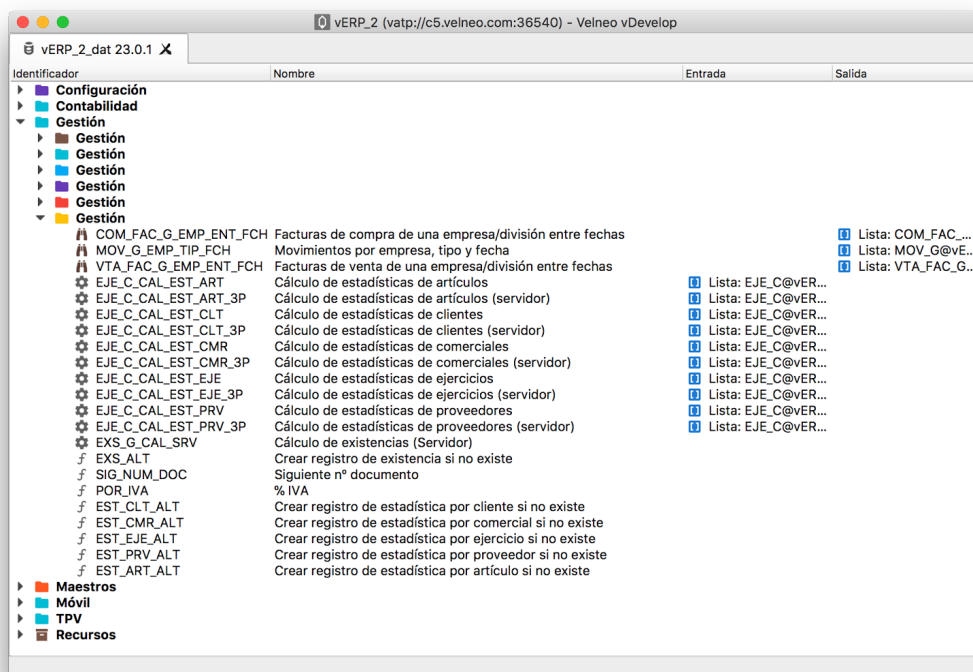 vERP_2 (vatp://c5.velneo.com:36540) - Velneo vDevelop
vERP_2_dat 23.0.1
Identificador Nombre Entrada Salida
Configuración
Contabilidad
Gestión
Gestión
Gestión
Gestión
Gestión
Gestión
Gestión
COM_FAC_G_EMP_ENT_FCH Facturas de compra de una empresa/división entre fechas Lista: COM_FAC_...
MOV_G_EMP_TIP_FCH Movimientos por empresa, tipo y fecha Lista: MOV_G@vE...
VTA_FAC_G_EMP_ENT_FCH Facturas de venta de una empresa/división entre fechas Lista: VTA_FAC_G...
EJE_C_CAL_EST_ART Cálculo de estadísticas de artículos Lista: EJE_C@vER...
EJE_C_CAL_EST_ART_3P Cálculo de estadísticas de artículos (servidor) Lista: EJE_C@vER...
EJE_C_CAL_EST_CLT Cálculo de estadísticas de clientes Lista: EJE_C@vER...
EJE_C_CAL_EST_CLT_3P Cálculo de estadísticas de clientes (servidor) Lista: EJE_C@vER...
EJE_C_CAL_EST_CMR Cálculo de estadísticas de comerciales Lista: EJE_C@vER...
EJE_C_CAL_EST_CMR_3P Cálculo de estadísticas de comerciales (servidor) Lista: EJE_C@vER...
EJE_C_CAL_EST_EJE Cálculo de estadísticas de ejercicios Lista: EJE_C@vER...
EJE_C_CAL_EST_EJE_3P Cálculo de estadísticas de ejercicios (servidor) Lista: EJE_C@vER...
EJE_C_CAL_EST_PRV Cálculo de estadísticas de proveedores Lista: EJE_C@vER...
EJE_C_CAL_EST_PRV_3P Cálculo de estadísticas de proveedores (servidor) Lista: EJE_C@vER...
EXS_G_CAL_SRV Cálculo de existencias (Servidor)
EXS_ALT Crear registro de existencia si no existe
SIG_NUM_DOC Siguiente nº documento
POR_IVA % IVA
EST_CLT_ALT Crear registro de estadística por cliente si no existe
EST_CMR_ALT Crear registro de estadística por comercial si no existe
EST_EJE_ALT Crear registro de estadística por ejercicio si no existe
EST_PRV_ALT Crear registro de estadística por proveedor si no existe
EST_ART_ALT Crear registro de estadística por artículo si no existe
Maestros
Móvil
TPV
Recursos